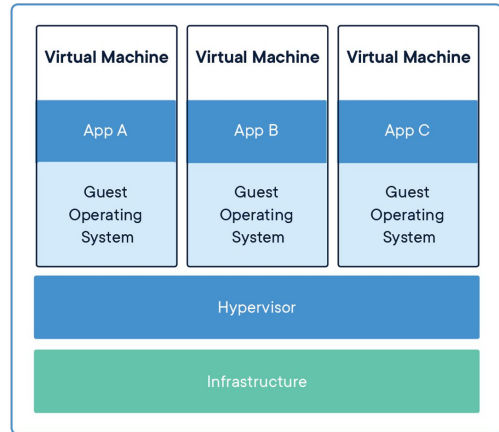 Virtual Machine
Virtual Machine
Virtual Machine
App A
App B
App C
Guest
Operating
System
Guest
Operating
System
Guest
Operating
System
Hypervisor
Infrastructure